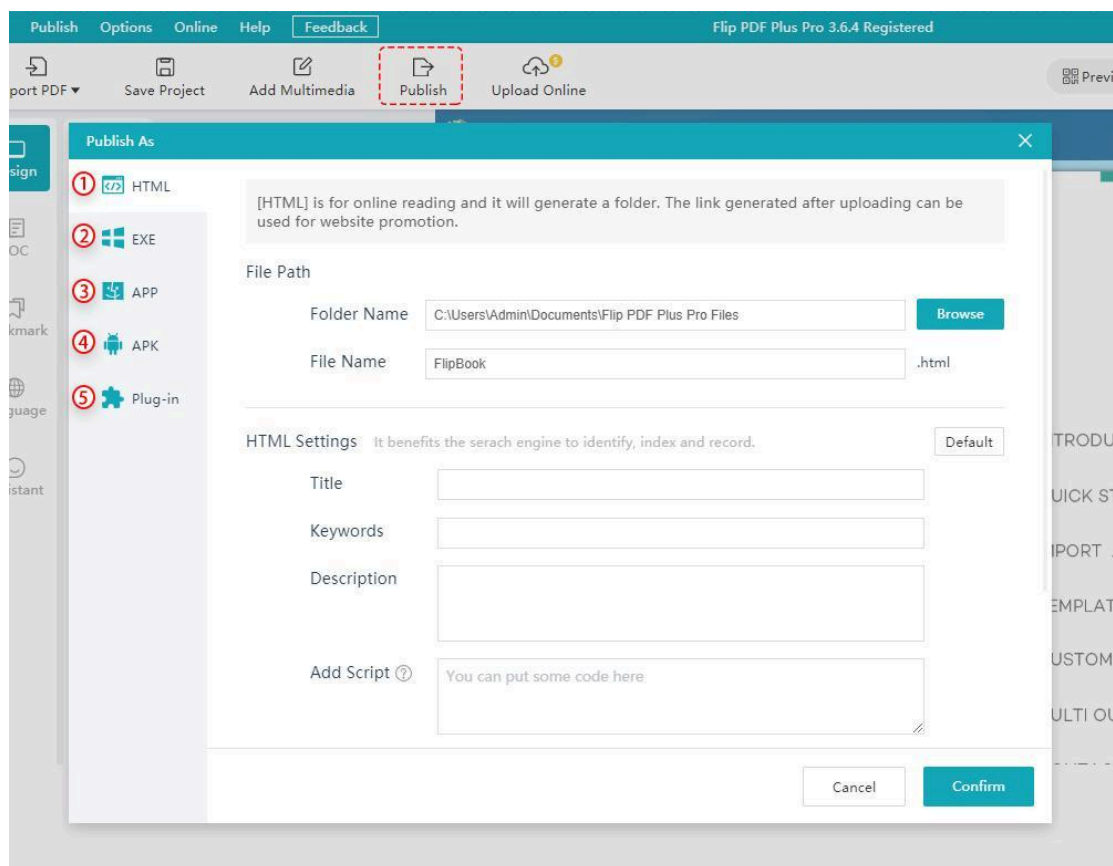 Publish Options Online Help Feedback Flip PDF Plus Pro 3.6.4 Registered
port PDF ▼ Save Project Add Multimedia Publish Upload Online Previ
sign
OC
kmark
guage
istant
Publish As
① HTML
② EXE
③ APP
④ APK
⑤ Plug-in
[HTML] is for online reading and it will generate a folder. The link generated after uploading can be
used for website promotion.
File Path
Folder Name C:\Users\Admin\Documents\Flip PDF Plus Pro Files Browse
File Name FlipBook .html
HTML Settings It benefits the serach engine to identify, index and record. Default
Title
Keywords
Description
Add Script You can put some code here
Cancel Confirm
TRODU
UICK ST
PORT
EMPLAT
USTOM
ULTI OU